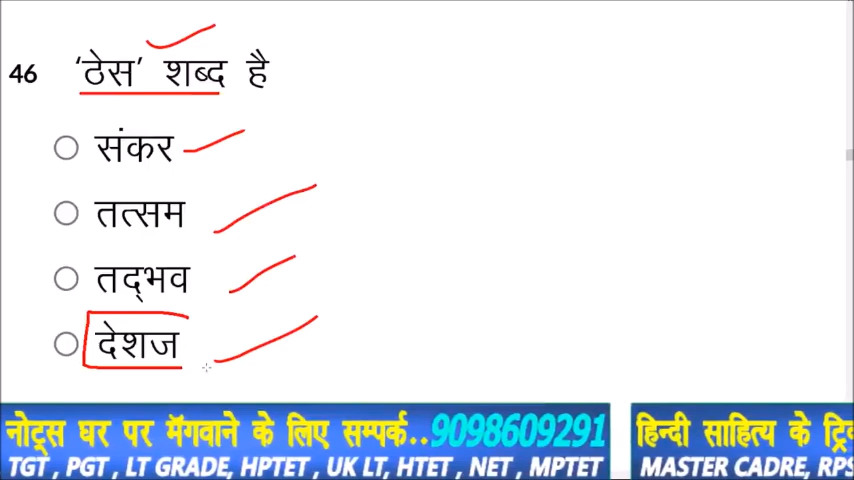 46 ‘ठेस’ शब्द है
संकर
तत्सम
तद्‌भव
देशज
नोट्स घर पर मॅगवाने के लिए सम्पर्क..9098609291
हिन्दी साहित्य के
TGT , PGT , LT GRADE, HPTET , UK LT, HTET , NET , MPTET
MASTER CADRE,